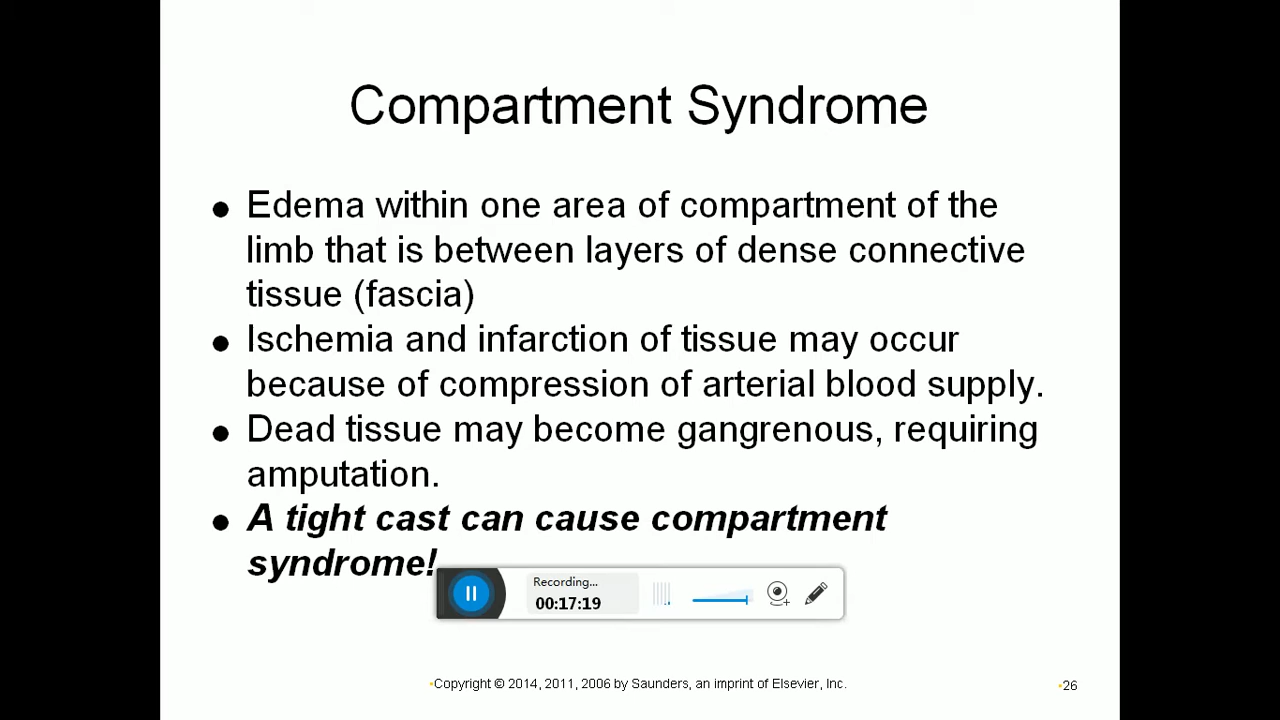 Compartment Syndrome
● Edema within one area of compartment of the
limb that is between layers of dense connective
tissue (fascia)
● Ischemia and infarction of tissue may occur
because of compression of arterial blood supply.
● Dead tissue may become gangrenous, requiring
amputation.
● A tight cast can cause compartment
syndrome!
Recording...
00:17:19
•Copyright © 2014, 2011, 2006 by Saunders, an imprint of Elsevier, Inc.
•26